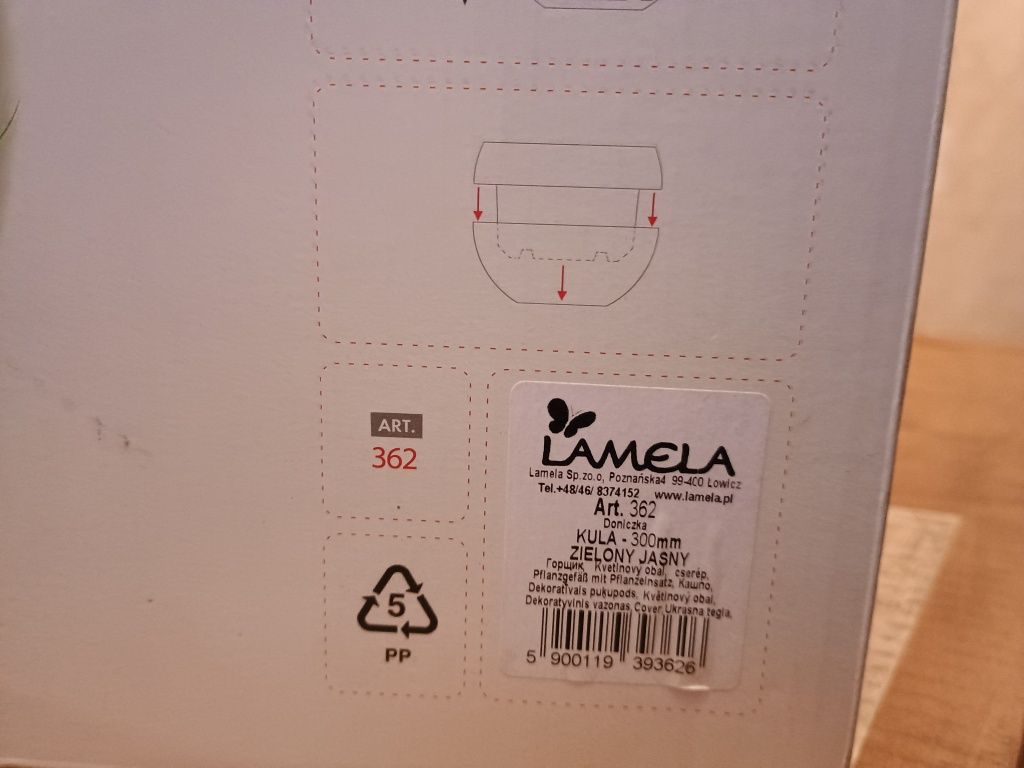 ART.
362
5
PP
LAMELA
Lamela Sp.zo.o, Poznańska4 99-400 Łowicz
Tel.+48/46/ 8374152 www.lamela.pl
Art. 362
Doniczka
KULA - 300mm
ZIELONY JASNY
Горщик, Kvetinový obal, cserép,
Pflanzgefäß mit Pflanzeinsatz, Кашпо,
Dekoratīvais puķupods, Květinový obal,
Dekoratyvinis vazonas, Cover, Ukrasna tegla,
5 900119 393626